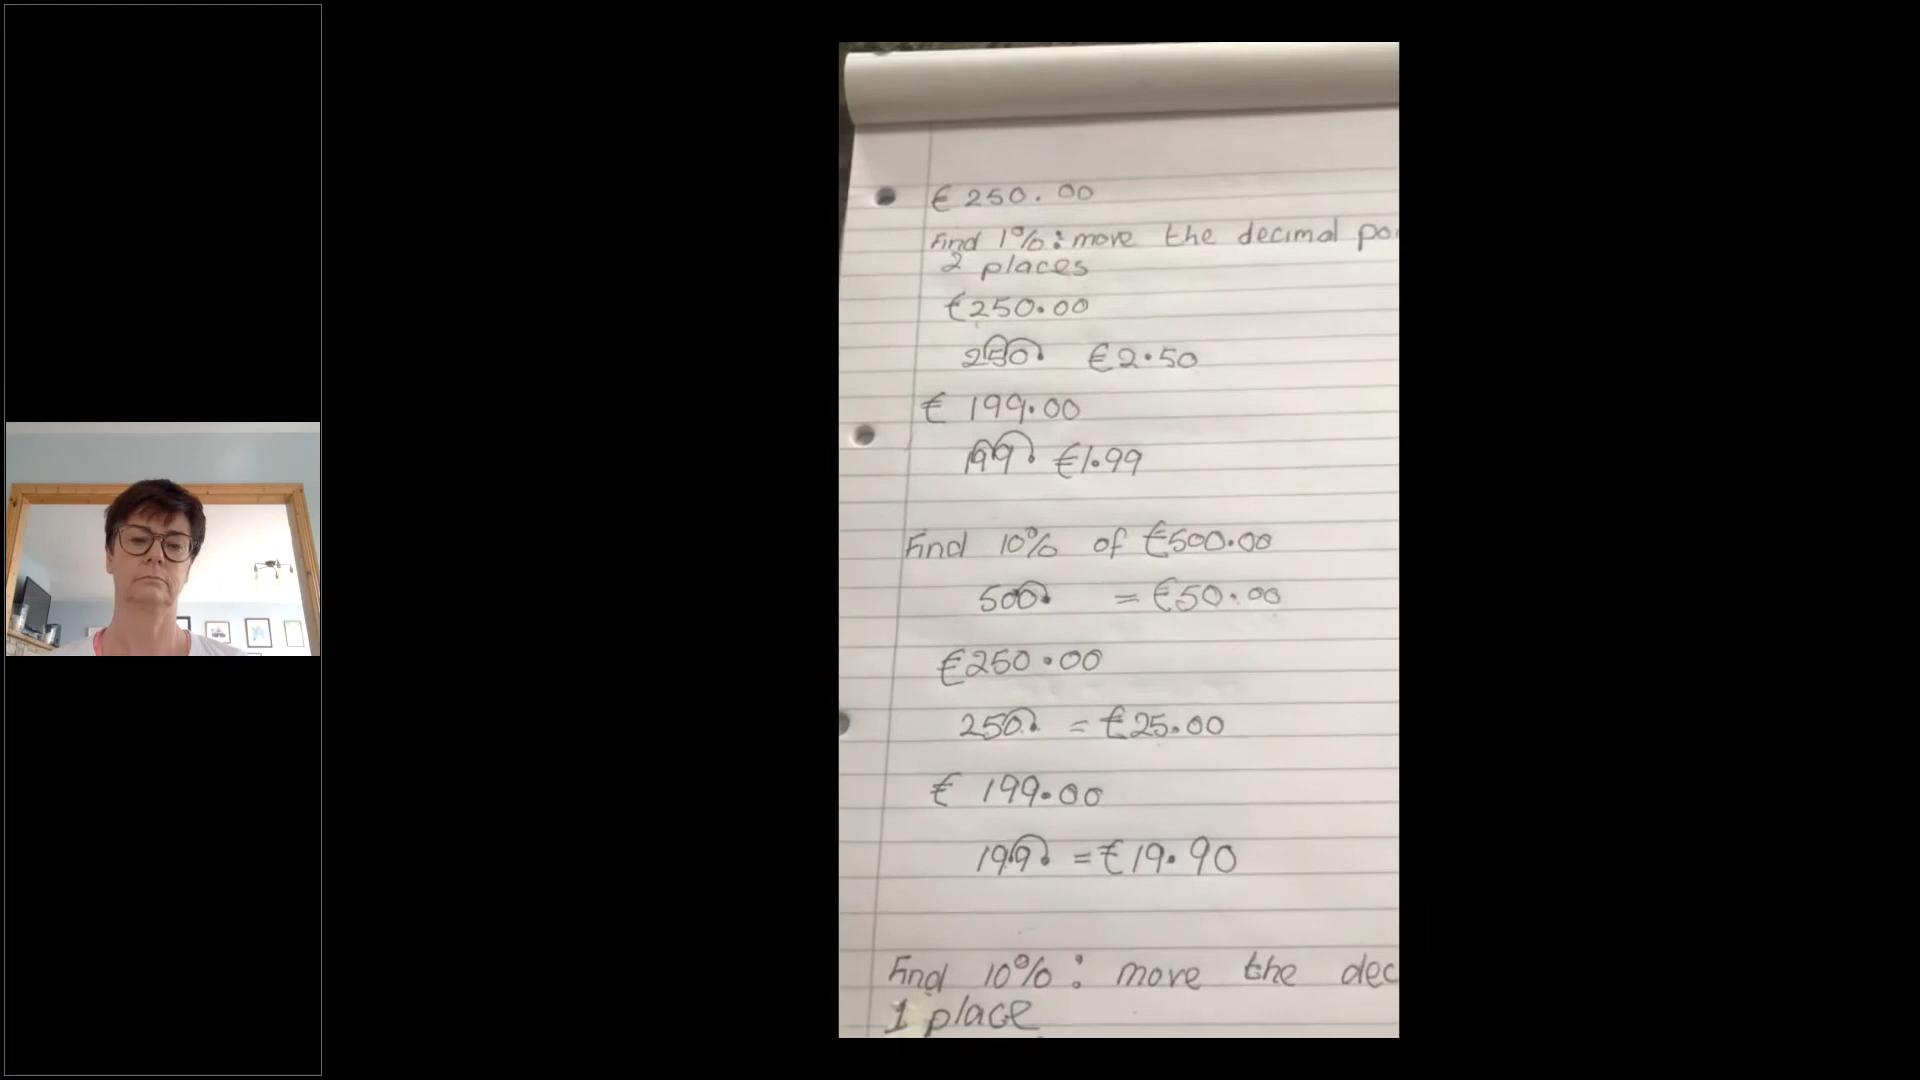 € 250.00
Find 1%: move the decimal po
2 places
€250.00
250. €2.50
€ 199.00
199. €1.99
Find 10% of €500.00
500. = €50.00
€250.00
250. = €25.00
€ 199.00
199. = €19.90
Find 10%: move the dec
1 place